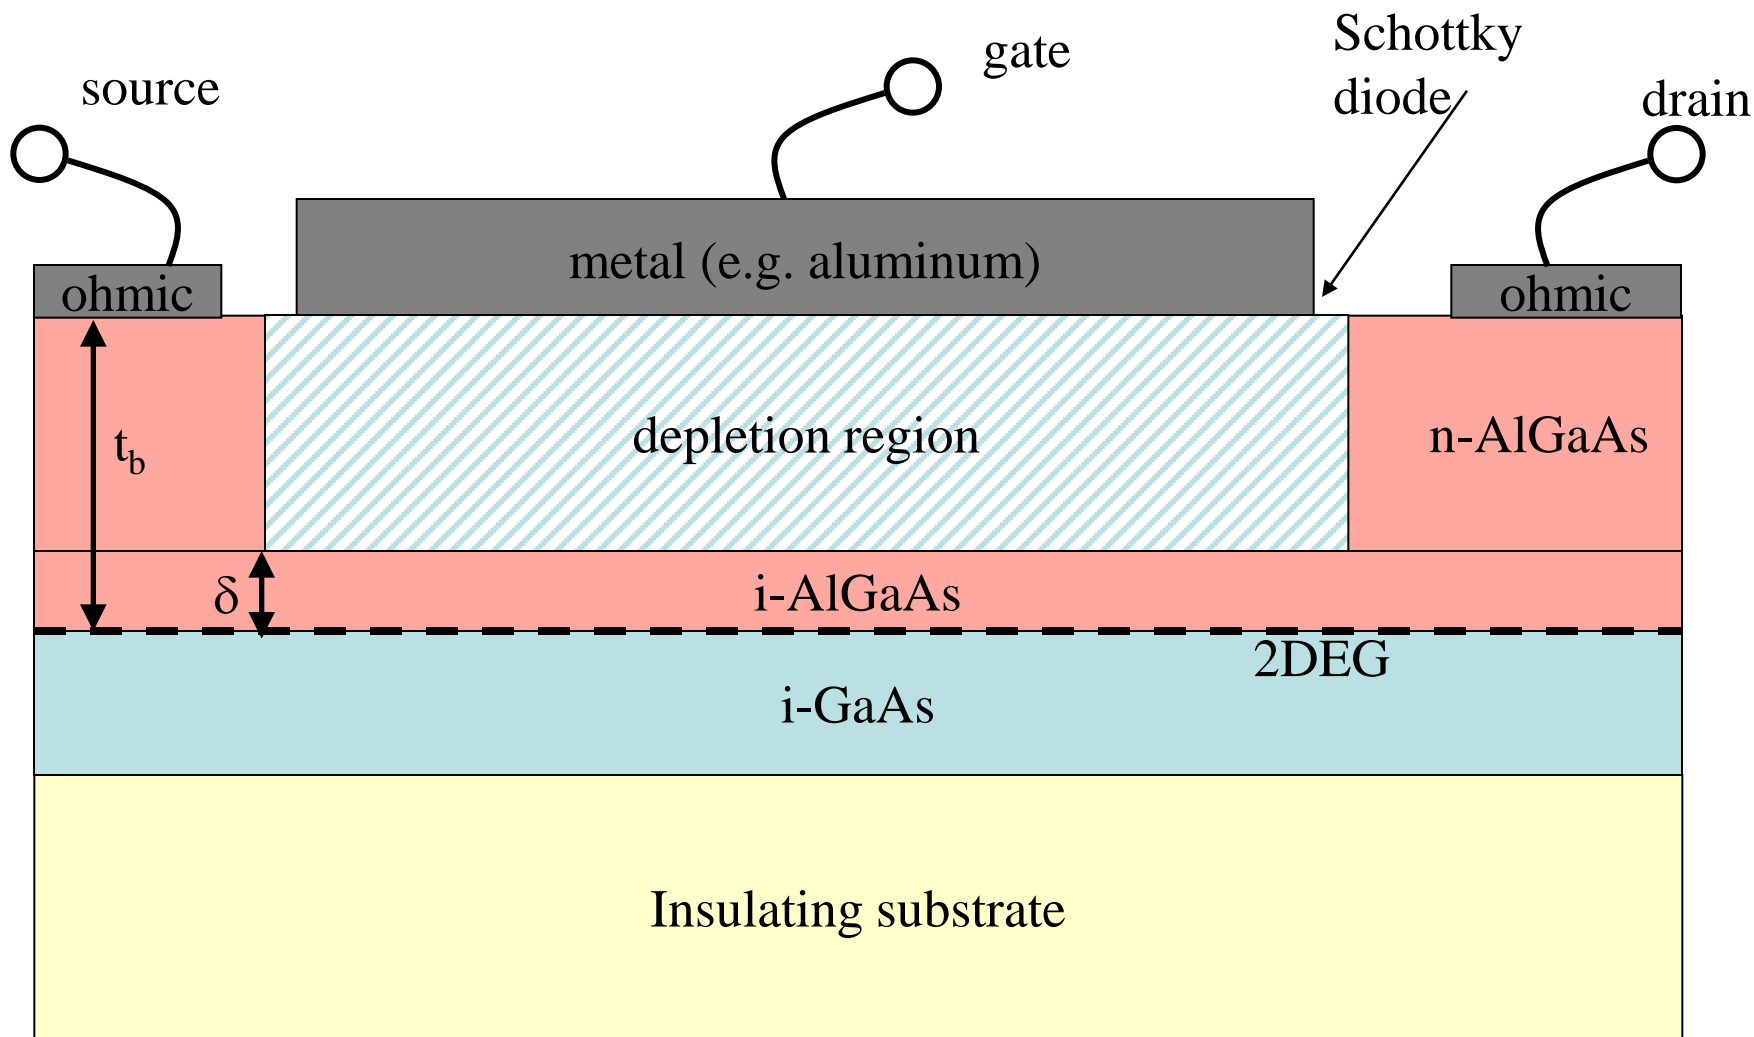 Schottky
diode
gate
source
drain
metal (e.g. aluminum)
ohmic
ohmic
t_b
depletion region
n-AlGaAs
δ
i-AlGaAs
2DEG
i-GaAs
Insulating substrate